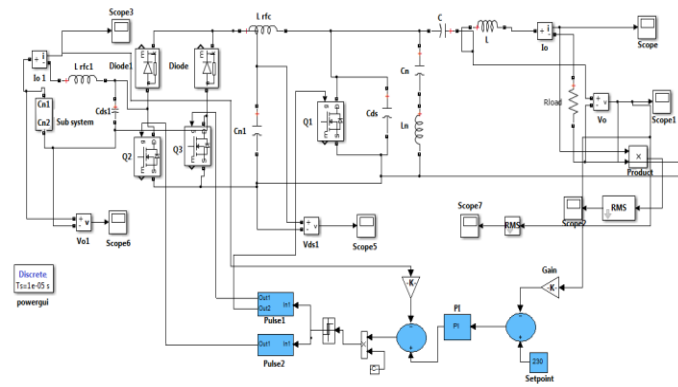 Scope3
L rfc
C
L
Io
Scope
Io 1
L rfc1
Diode1
Diode
Cn
Cn1
Cn2
Sub system
Cds1
Cn1
Q1
Cds
Ln
Rload
Vo
Scope1
Q2
Q3
Product
Scope7
RMS
RMS
Vo1
Scope6
Vds1
Scope5
Discrete
Ts=1e-05 s
powergui
-K-
Gain
-K-
Out1
Out2
In1
Pulse1
PI
PI
Out1
In1
Pulse2
C
230
Setpoint